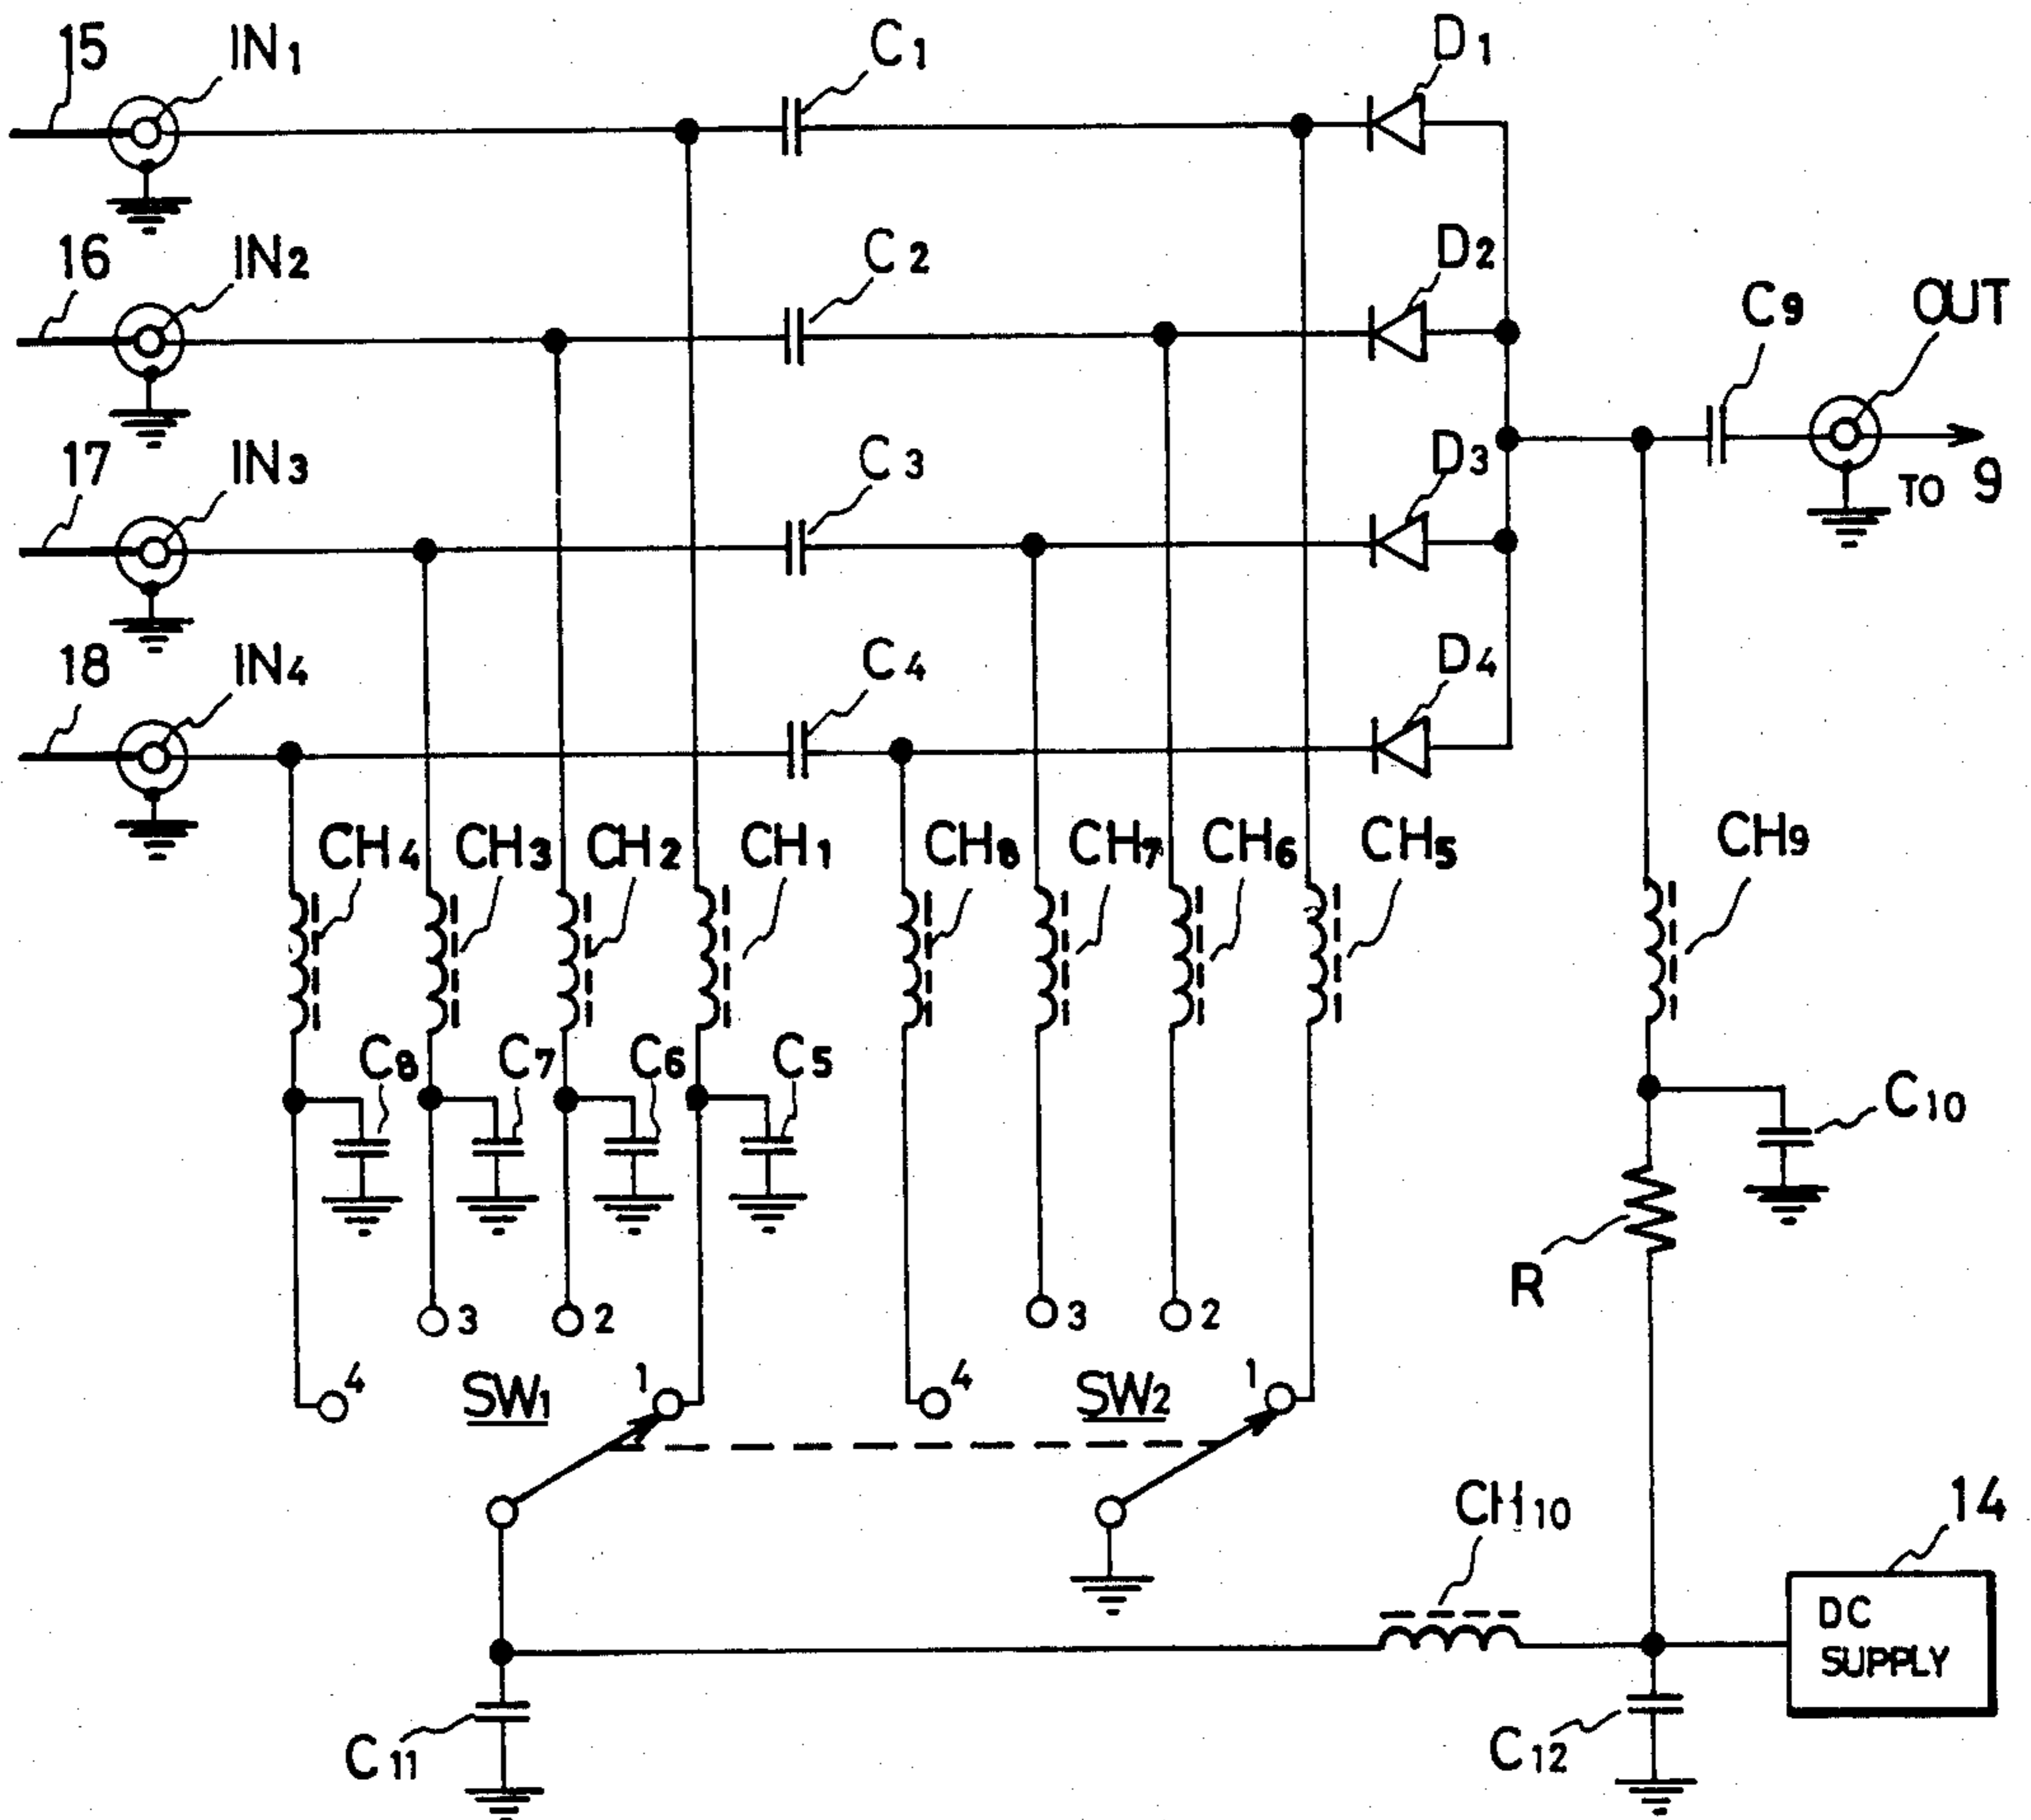 15 IN1 C1 D1
16 IN2 C2 D2
C9 OUT
17 IN3 C3 D3
TO 9
18 IN4 C4 D4
CH4 CH3 CH2 CH1 CH8 CH7 CH6 CH5 CH9
C8 C7 C6 C5
C10
R
3 2 3 2
4 SW1 1 4 SW2 1
CH10 14
DC
SUPPLY
C11 C12